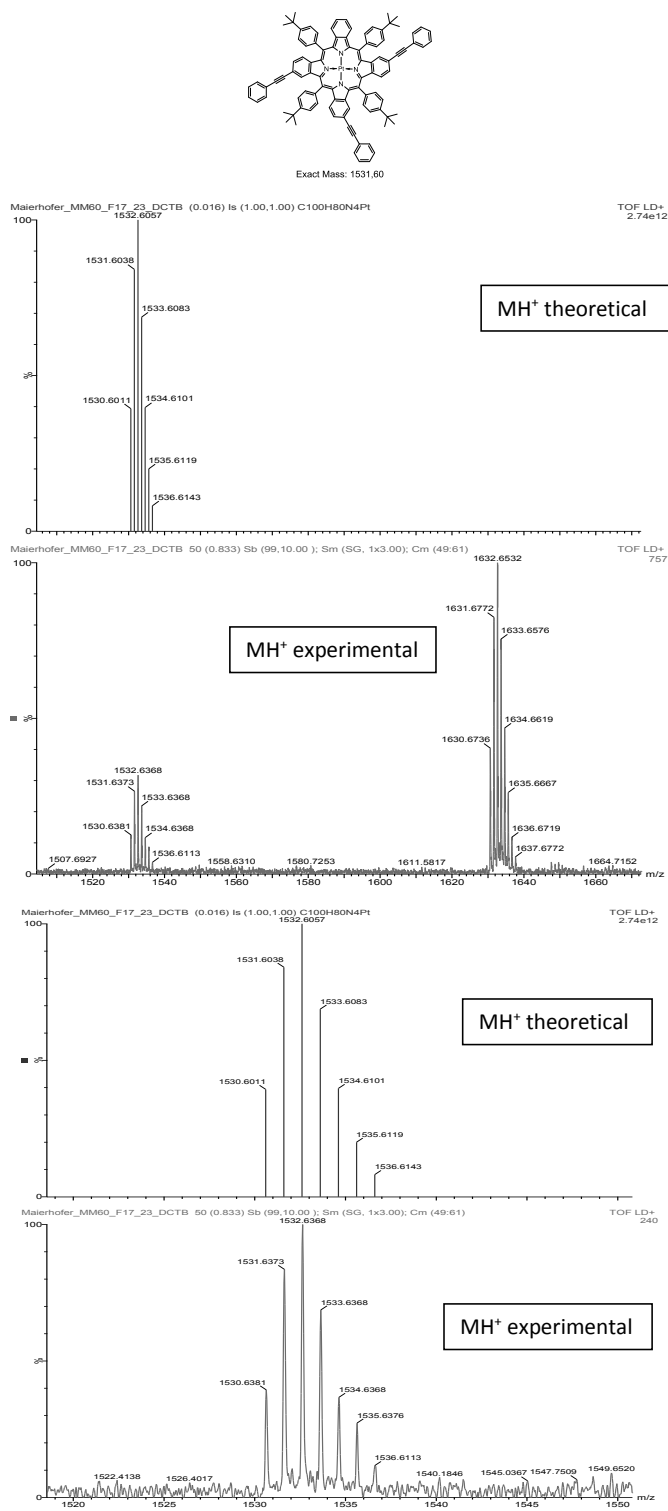 N
N
Pt
N
N
Exact Mass: 1531,60
Maierhofer_MM60_F17_23_DCTB (0.016) Is (1.00,1.00) C100H80N4Pt
TOF LD+
2.74e12
100
1532.6057
1531.6038
1533.6083
1530.6011
1534.6101
1535.6119
1536.6143
%
0
MH+ theoretical
Maierhofer_MM60_F17_23_DCTB 50 (0.833) Sb (99,10.00 ); Sm (SG, 1x3.00); Cm (49:61)
TOF LD+
757
100
1632.6532
1631.6772
1633.6576
1634.6619
1630.6736
1635.6667
1636.6719
1637.6772
1664.7152
1532.6368
1531.6373
1533.6368
1530.6381
1534.6368
1536.6113
1507.6927
1558.6310
1580.7253
1611.5817
%
0
MH+ experimental
1520 1540 1560 1580 1600 1620 1640 1660
m/z
Maierhofer_MM60_F17_23_DCTB (0.016) Is (1.00,1.00) C100H80N4Pt
TOF LD+
2.74e12
100
1532.6057
1531.6038
1533.6083
1530.6011
1534.6101
1535.6119
1536.6143
%
0
MH+ theoretical
Maierhofer_MM60_F17_23_DCTB 50 (0.833) Sb (99,10.00 ); Sm (SG, 1x3.00); Cm (49:61)
TOF LD+
240
100
1532.6368
1531.6373
1533.6368
1530.6381
1534.6368
1535.6376
1536.6113
1522.4138
1526.4017
1540.1846
1545.0367
1547.7509
1549.6520
%
0
MH+ experimental
1520 1525 1530 1535 1540 1545 1550
m/z